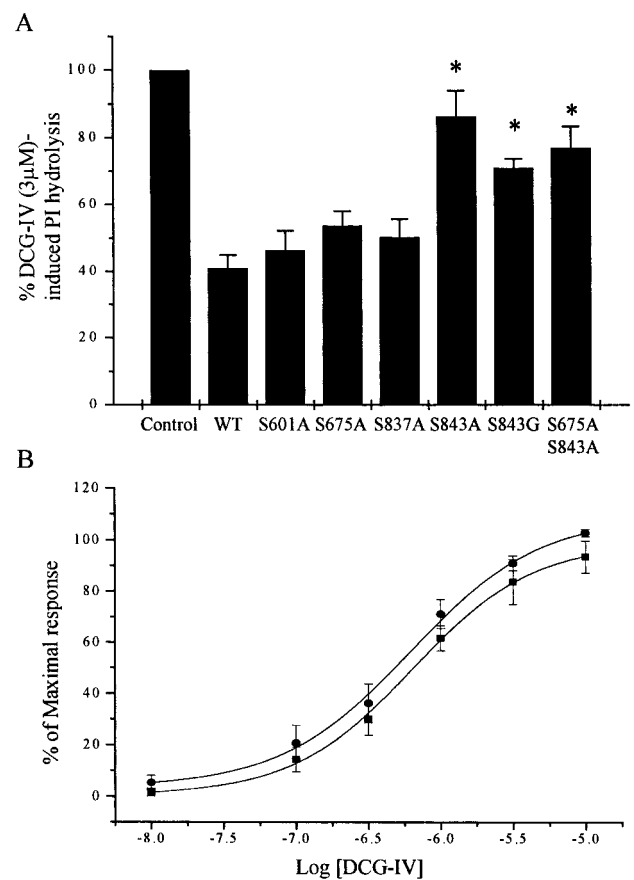 A
% DCG-IV (3μM)-
induced PI hydrolysis
100
80
60
40
20
0
*
*
*
Control WT S601A S675A S837A S843A S843G S675A
S843A
B
% of Maximal response
120
100
80
60
40
20
0
-8.0 -7.5 -7.0 -6.5 -6.0 -5.5 -5.0
Log [DCG-IV]